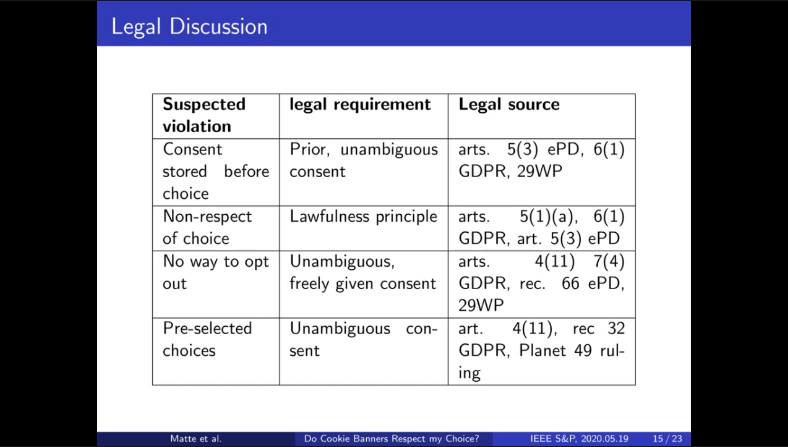 Legal Discussion
Suspected violation | legal requirement | Legal source
Consent stored before choice | Prior, unambiguous consent | arts. 5(3) ePD, 6(1) GDPR, 29WP
Non-respect of choice | Lawfulness principle | arts. 5(1)(a), 6(1) GDPR, art. 5(3) ePD
No way to opt out | Unambiguous, freely given consent | arts. 4(11) 7(4) GDPR, rec. 66 ePD, 29WP
Pre-selected choices | Unambiguous con-sent | art. 4(11), rec 32 GDPR, Planet 49 rul-ing
Matte et al. Do Cookie Banners Respect my Choice? IEEE S&P, 2020.05.19 15 / 23